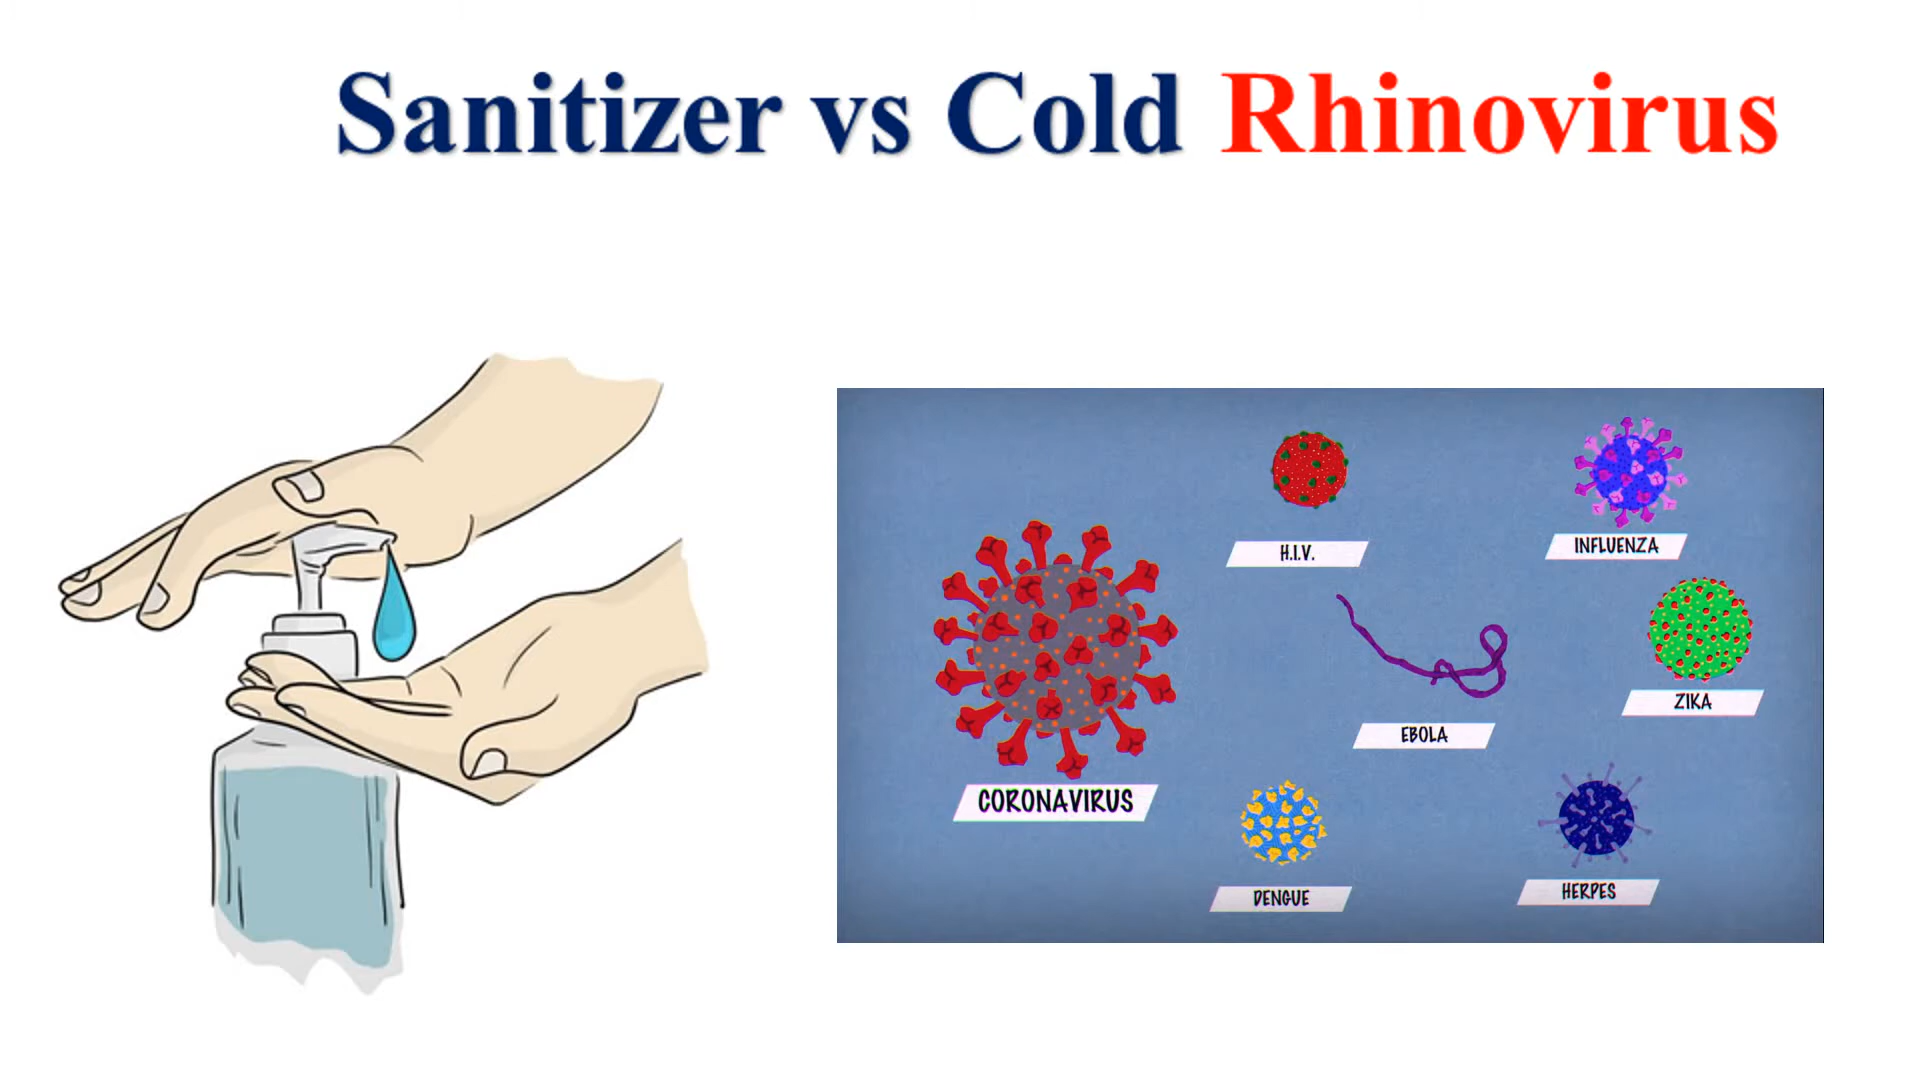 Sanitizer vs Cold Rhinovirus
H.I.V.
INFLUENZA
ZIKA
EBOLA
CORONAVIRUS
DENGUE
HERPES